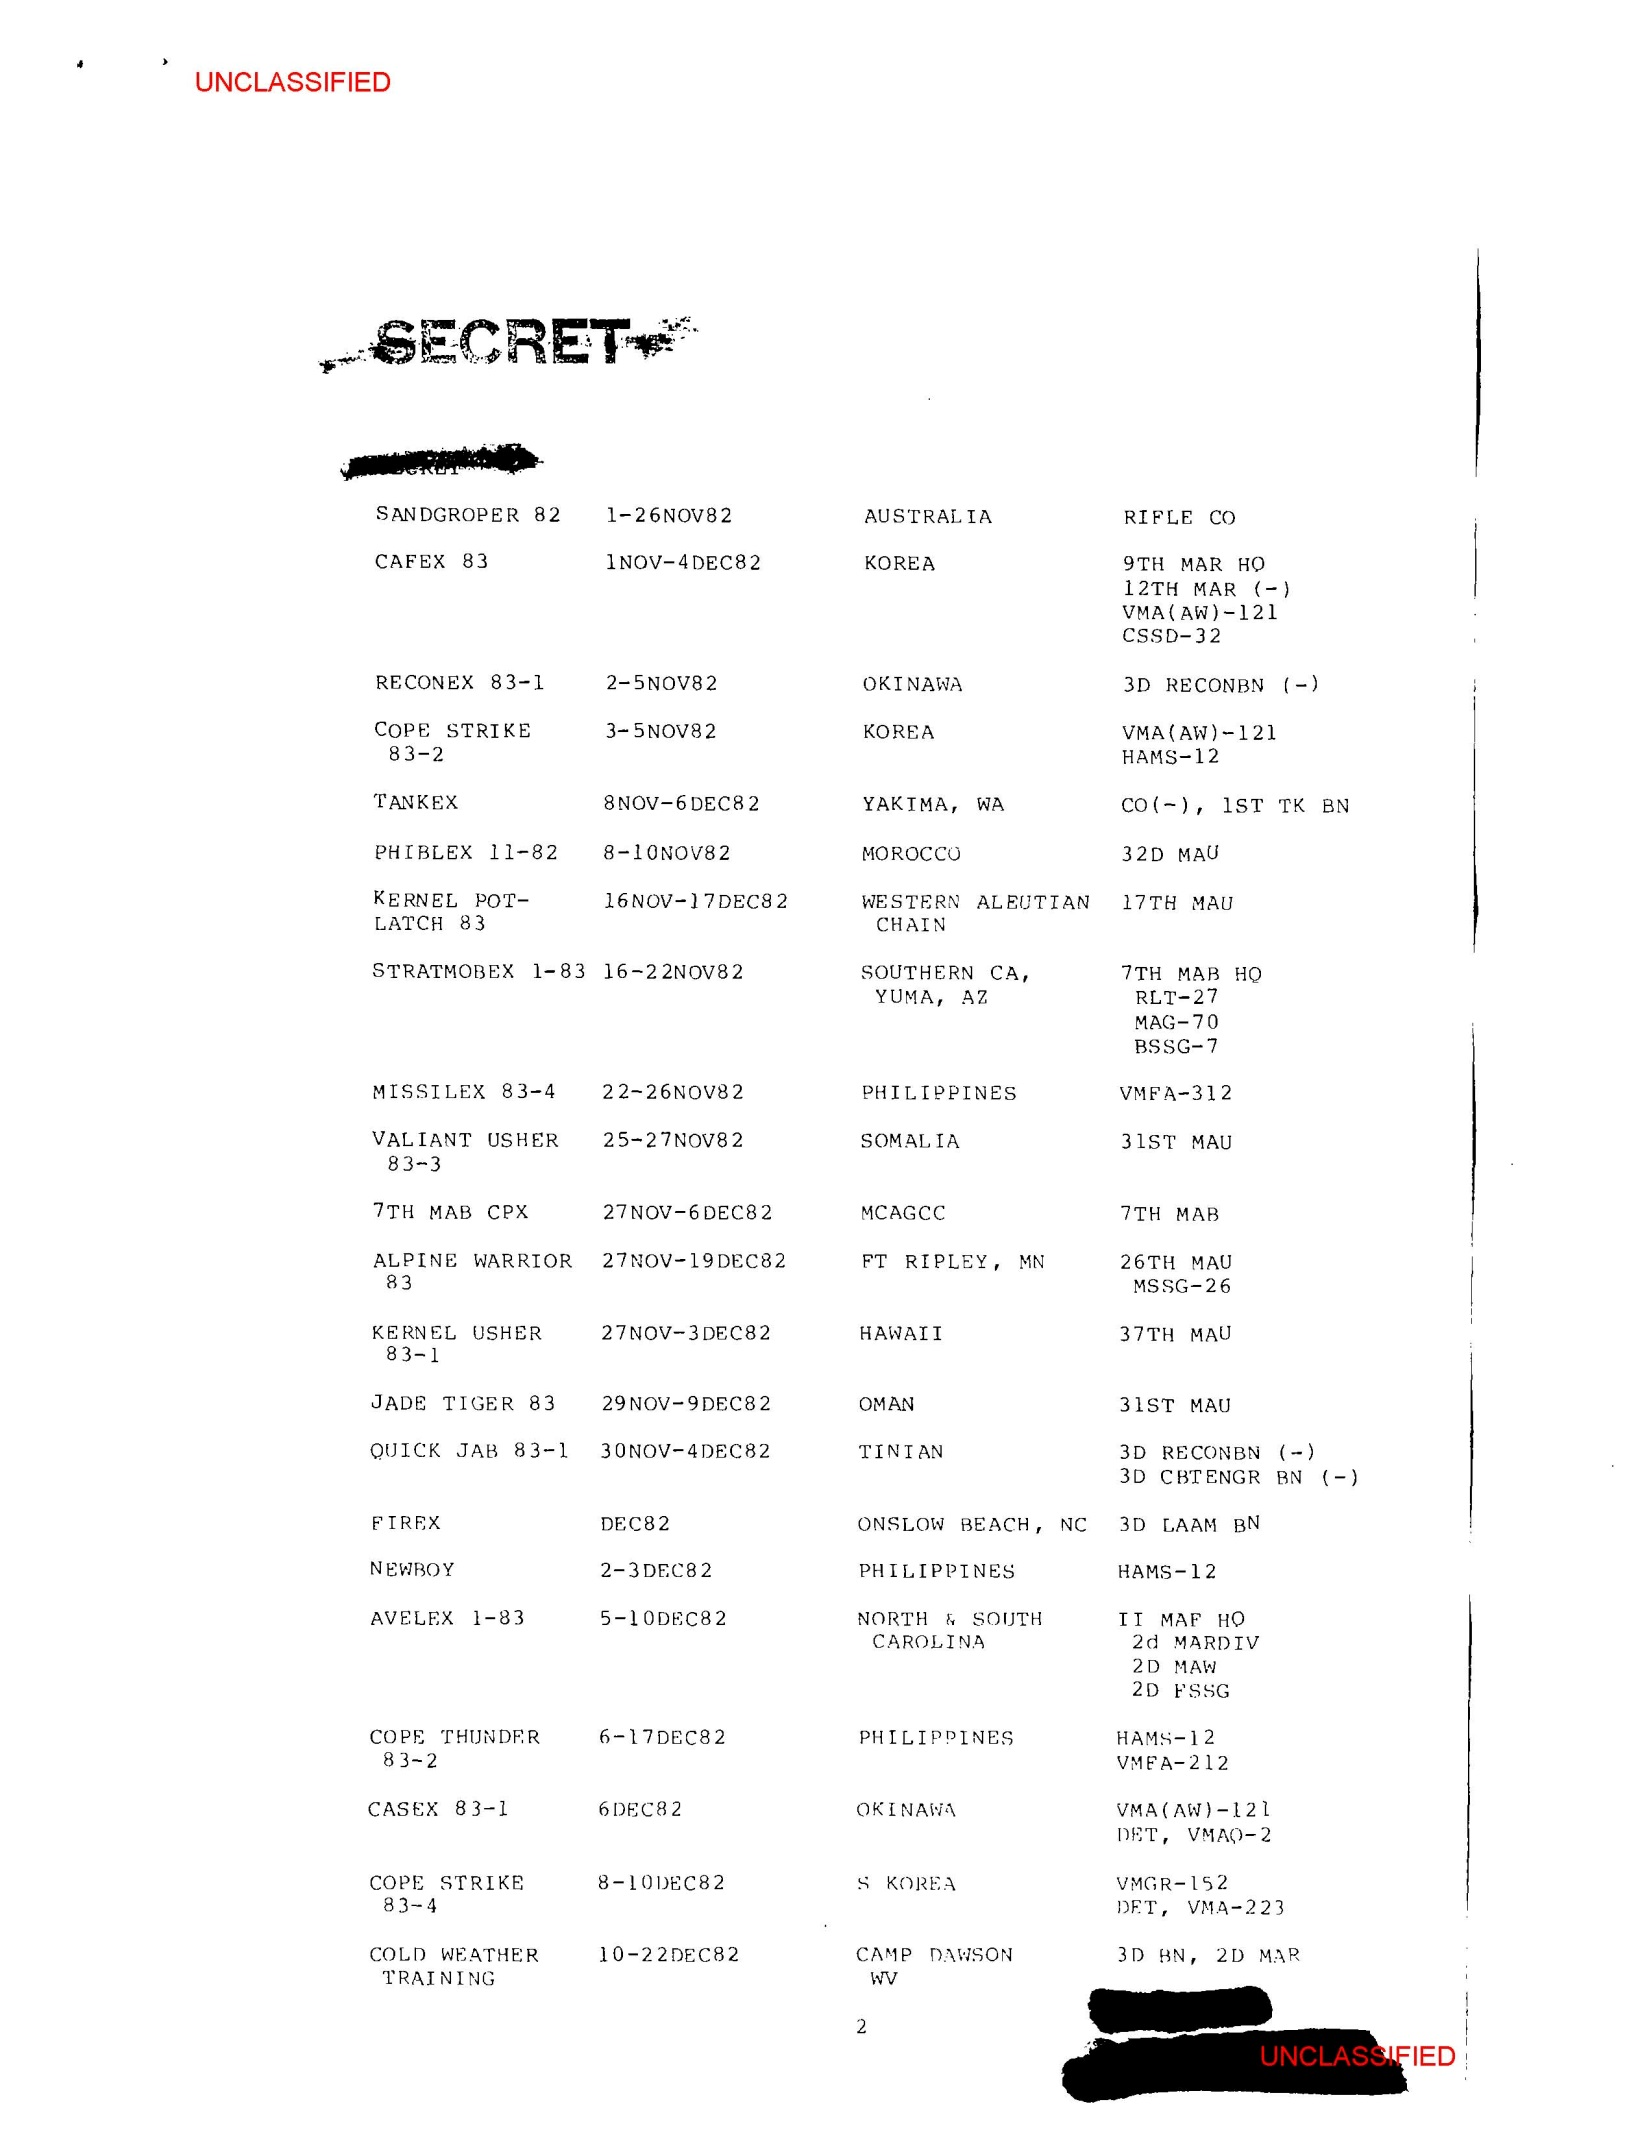 UNCLASSIFIED
SECRET
SANDGROPER 82 1-26NOV82 AUSTRALIA RIFLE CO
CAFEX 83 1NOV-4DEC82 KOREA 9TH MAR HQ
12TH MAR (-)
VMA(AW)-121
CSSD-32
RECONEX 83-1 2-5NOV82 OKINAWA 3D RECONBN (-)
COPE STRIKE 3-5NOV82 KOREA VMA(AW)-121
83-2 HAMS-12
TANKEX 8NOV-6DEC82 YAKIMA, WA CO(-), 1ST TK BN
PHIBLEX 11-82 8-10NOV82 MOROCCO 32D MAU
KERNEL POT- 16NOV-17DEC82 WESTERN ALEUTIAN 17TH MAU
LATCH 83 CHAIN
STRATMOBEX 1-83 16-22NOV82 SOUTHERN CA, 7TH MAB HQ
YUMA, AZ RLT-27
MAG-70
BSSG-7
MISSILEX 83-4 22-26NOV82 PHILIPPINES VMFA-312
VALIANT USHER 25-27NOV82 SOMALIA 31ST MAU
83-3
7TH MAB CPX 27NOV-6DEC82 MCAGCC 7TH MAB
ALPINE WARRIOR 27NOV-19DEC82 FT RIPLEY, MN 26TH MAU
83 MSSG-26
KERNEL USHER 27NOV-3DEC82 HAWAII 37TH MAU
83-1
JADE TIGER 83 29NOV-9DEC82 OMAN 31ST MAU
QUICK JAB 83-1 30NOV-4DEC82 TINIAN 3D RECONBN (-)
3D CBTENGR BN (-)
FIREX DEC82 ONSLOW BEACH, NC 3D LAAM BN
NEWBOY 2-3DEC82 PHILIPPINES HAMS-12
AVELEX 1-83 5-10DEC82 NORTH & SOUTH II MAF HQ
CAROLINA 2d MARDIV
2D MAW
2D FSSG
COPE THUNDER 6-17DEC82 PHILIPPINES HAMS-12
83-2 VMFA-212
CASEX 83-1 6DEC82 OKINAWA VMA(AW)-121
DET, VMAQ-2
COPE STRIKE 8-10DEC82 S KOREA VMGR-152
83-4 DET, VMA-223
COLD WEATHER 10-22DEC82 CAMP DAWSON 3D BN, 2D MAR
TRAINING WV
2
UNCLASSIFIED